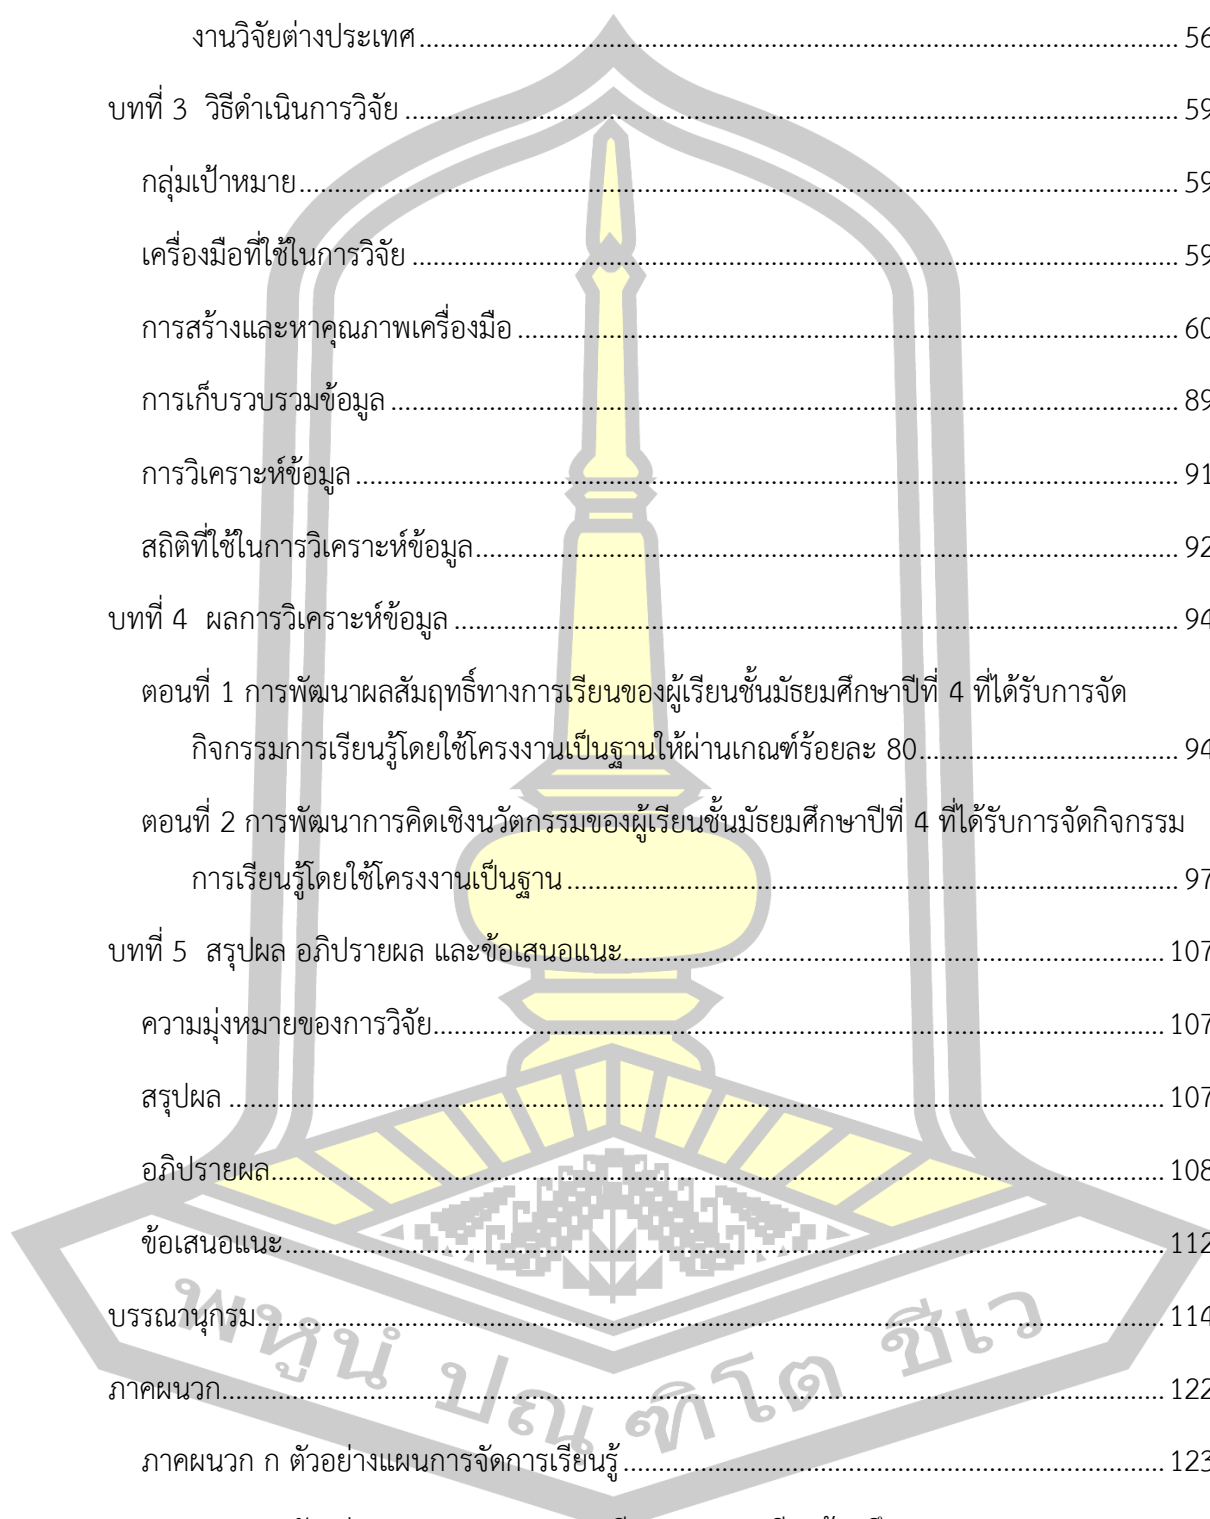 งานวิจัยต่างประเทศ.......... 56
บทที่ 3 วิธีดำเนินการวิจัย.......... 59
กลุ่มเป้าหมาย.......... 59
เครื่องมือที่ใช้ในการวิจัย.......... 59
การสร้างและหาคุณภาพเครื่องมือ.......... 60
การเก็บรวบรวมข้อมูล.......... 89
การวิเคราะห์ข้อมูล.......... 91
สถิติที่ใช้ในการวิเคราะห์ข้อมูล.......... 92
บทที่ 4 ผลการวิเคราะห์ข้อมูล.......... 94
ตอนที่ 1 การพัฒนาผลสัมฤทธิ์ทางการเรียนของผู้เรียนชั้นมัธยมศึกษาปีที่ 4 ที่ได้รับการจัด
กิจกรรมการเรียนรู้โดยใช้โครงงานเป็นฐานให้ผ่านเกณฑ์ร้อยละ 80.......... 94
ตอนที่ 2 การพัฒนาการคิดเชิงนวัตกรรมของผู้เรียนชั้นมัธยมศึกษาปีที่ 4 ที่ได้รับการจัดกิจกรรม
การเรียนรู้โดยใช้โครงงานเป็นฐาน.......... 97
บทที่ 5 สรุปผล อภิปรายผล และข้อเสนอแนะ.......... 107
ความมุ่งหมายของการวิจัย.......... 107
สรุปผล.......... 107
อภิปรายผล.......... 108
ข้อเสนอแนะ.......... 112
บรรณานุกรม.......... 114
ภาคผนวก.......... 122
ภาคผนวก ก ตัวอย่างแผนการจัดการเรียนรู้.......... 123
พหูนํ ปณฺฑิโต ชีเว